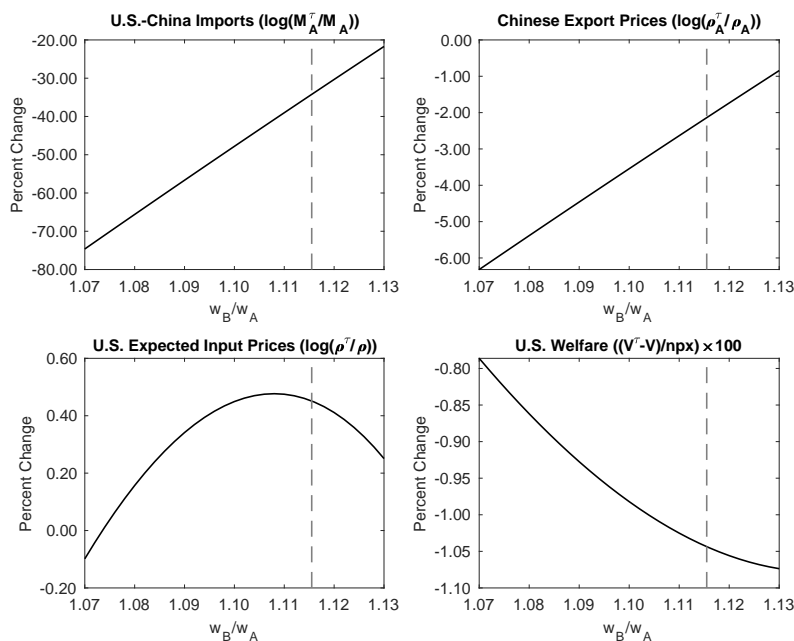 U.S.-China Imports (log(M_A^τ/M_A))
Percent Change
-20.00
-30.00
-40.00
-50.00
-60.00
-70.00
-80.00
1.07 1.08 1.09 1.10 1.11 1.12 1.13
w_B/w_A
Chinese Export Prices (log(ρ_A^τ/ρ_A))
Percent Change
0.00
-1.00
-2.00
-3.00
-4.00
-5.00
-6.00
1.07 1.08 1.09 1.10 1.11 1.12 1.13
w_B/w_A
U.S. Expected Input Prices (log(ρ^τ/ρ))
Percent Change
0.60
0.40
0.20
0.00
-0.20
1.07 1.08 1.09 1.10 1.11 1.12 1.13
w_B/w_A
U.S. Welfare ((V^τ-V)/npx) × 100
Percent Change
-0.80
-0.85
-0.90
-0.95
-1.00
-1.05
-1.10
1.07 1.08 1.09 1.10 1.11 1.12 1.13
w_B/w_A